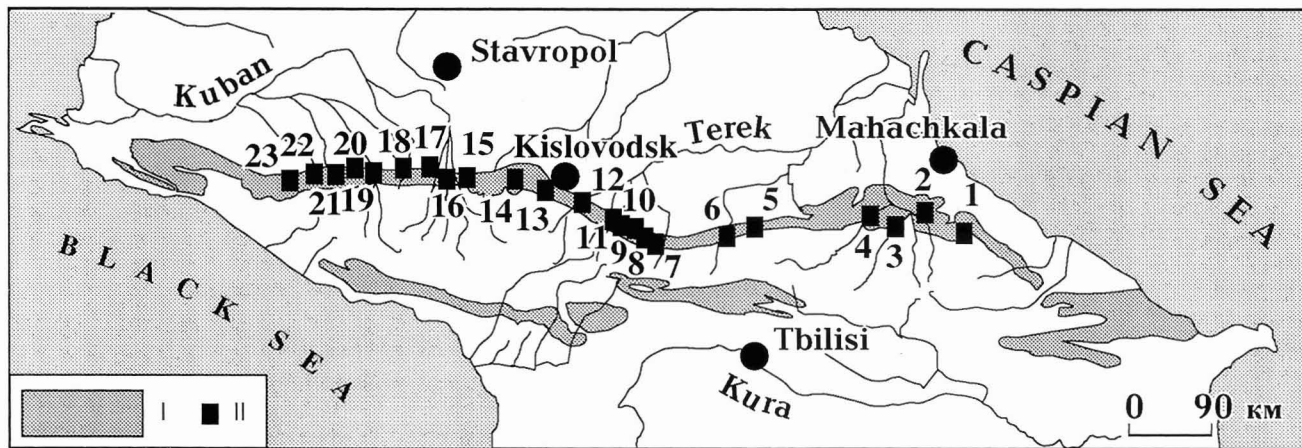 Stavropol
Kuban
CASPIAN SEA
Mahachkala
Terek
Kislovodsk
23 22 21 20 19 18 17 16 15 14 13 12 11 10 9 8 7 6 5 4 3 2 1
BLACK SEA
Tbilisi
Kura
I II
0 90 км